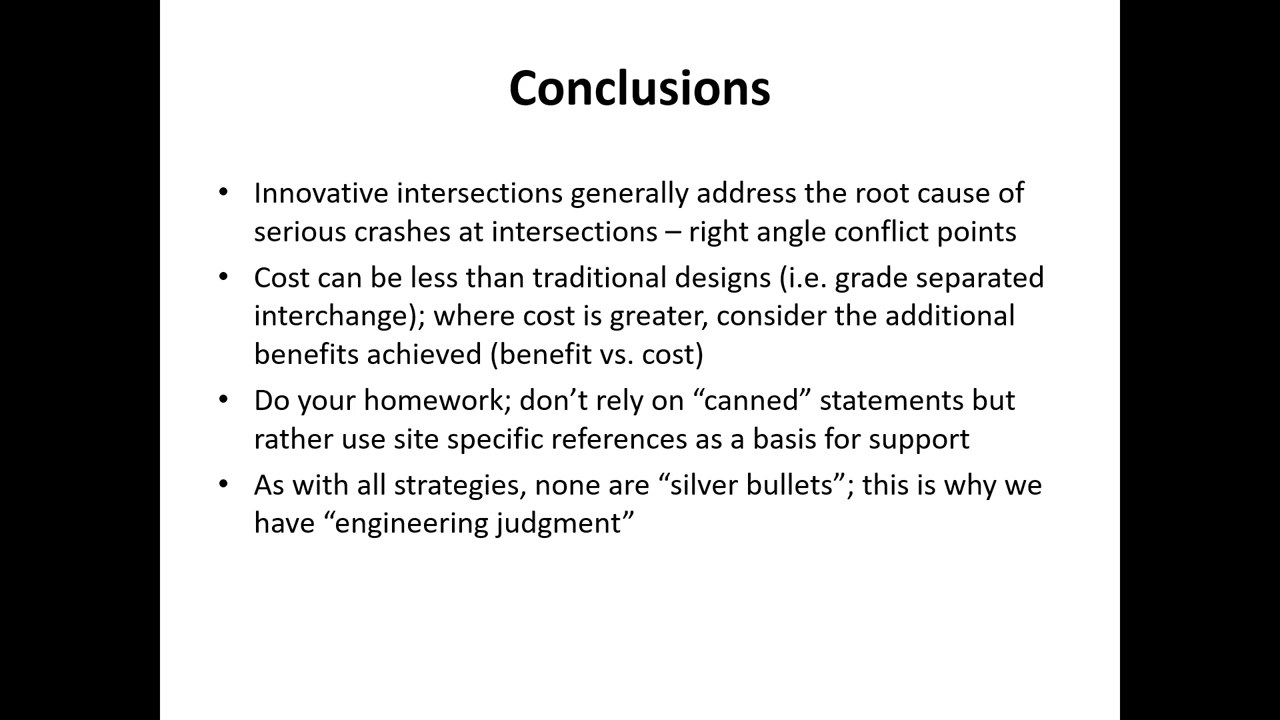 Conclusions
• Innovative intersections generally address the root cause of
serious crashes at intersections – right angle conflict points
• Cost can be less than traditional designs (i.e. grade separated
interchange); where cost is greater, consider the additional
benefits achieved (benefit vs. cost)
• Do your homework; don’t rely on “canned” statements but
rather use site specific references as a basis for support
• As with all strategies, none are “silver bullets”; this is why we
have “engineering judgment”